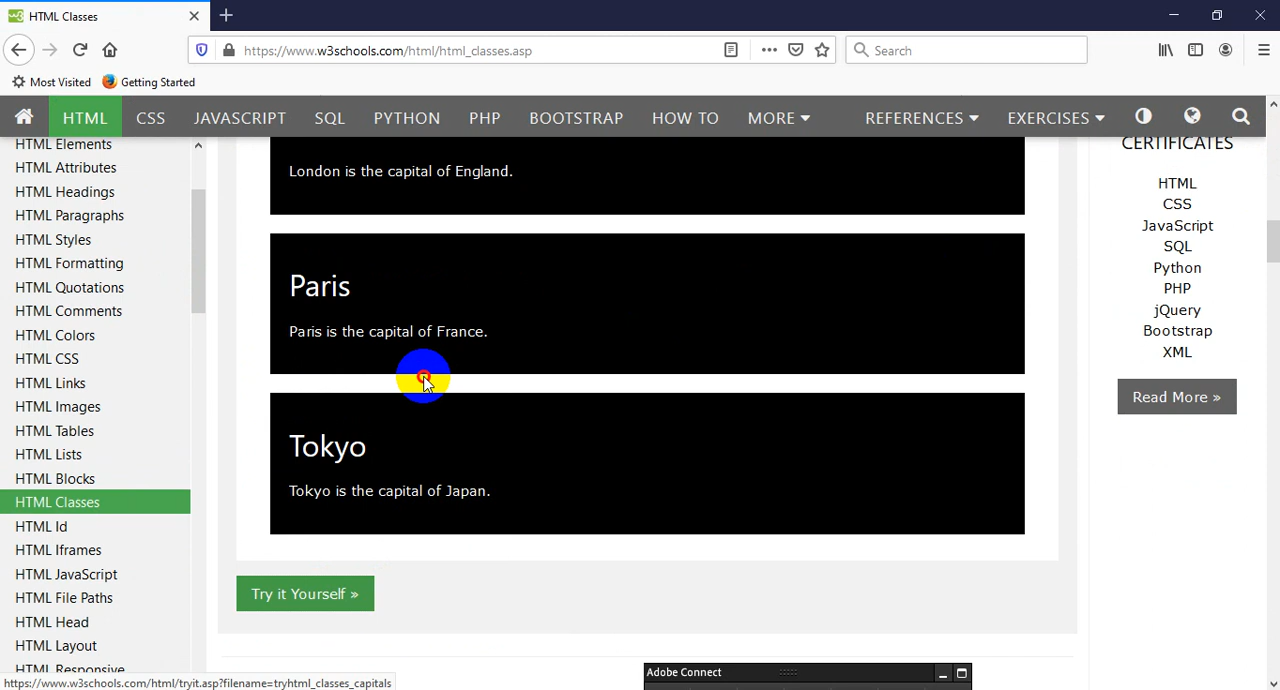 HTML Classes
https://www.w3schools.com/html/html_classes.asp
Search
Most Visited
Getting Started
HTML
CSS
JAVASCRIPT
SQL
PYTHON
PHP
BOOTSTRAP
HOW TO
MORE
REFERENCES
EXERCISES
HTML Elements
HTML Attributes
HTML Headings
HTML Paragraphs
HTML Styles
HTML Formatting
HTML Quotations
HTML Comments
HTML Colors
HTML CSS
HTML Links
HTML Images
HTML Tables
HTML Lists
HTML Blocks
HTML Classes
HTML Id
HTML Iframes
HTML JavaScript
HTML File Paths
HTML Head
HTML Layout
HTML Responsive
London is the capital of England.
Paris
Paris is the capital of France.
Tokyo
Tokyo is the capital of Japan.
Try it Yourself »
CERTIFICATES
HTML
CSS
JavaScript
SQL
Python
PHP
jQuery
Bootstrap
XML
Read More »
Adobe Connect
https://www.w3schools.com/html/tryit.asp?filename=tryhtml_classes_capitals